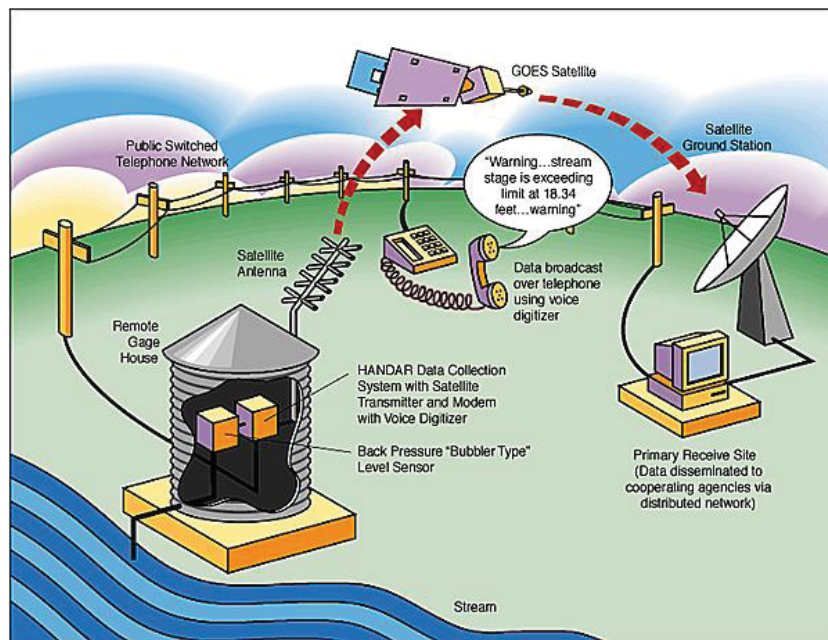 GOES Satellite
Public Switched
Telephone Network
Satellite
Ground Station
"Warning...stream
stage is exceeding
limit at 18.34
feet...warning"
Satellite
Antenna
Data broadcast
over telephone
using voice
digitizer
Remote
Gage
House
HANDAR Data Collection
System with Satellite
Transmitter and Modem
with Voice Digitizer
Back Pressure "Bubbler Type"
Level Sensor
Primary Receive Site
(Data disseminated to
cooperating agencies via
distributed network)
Stream